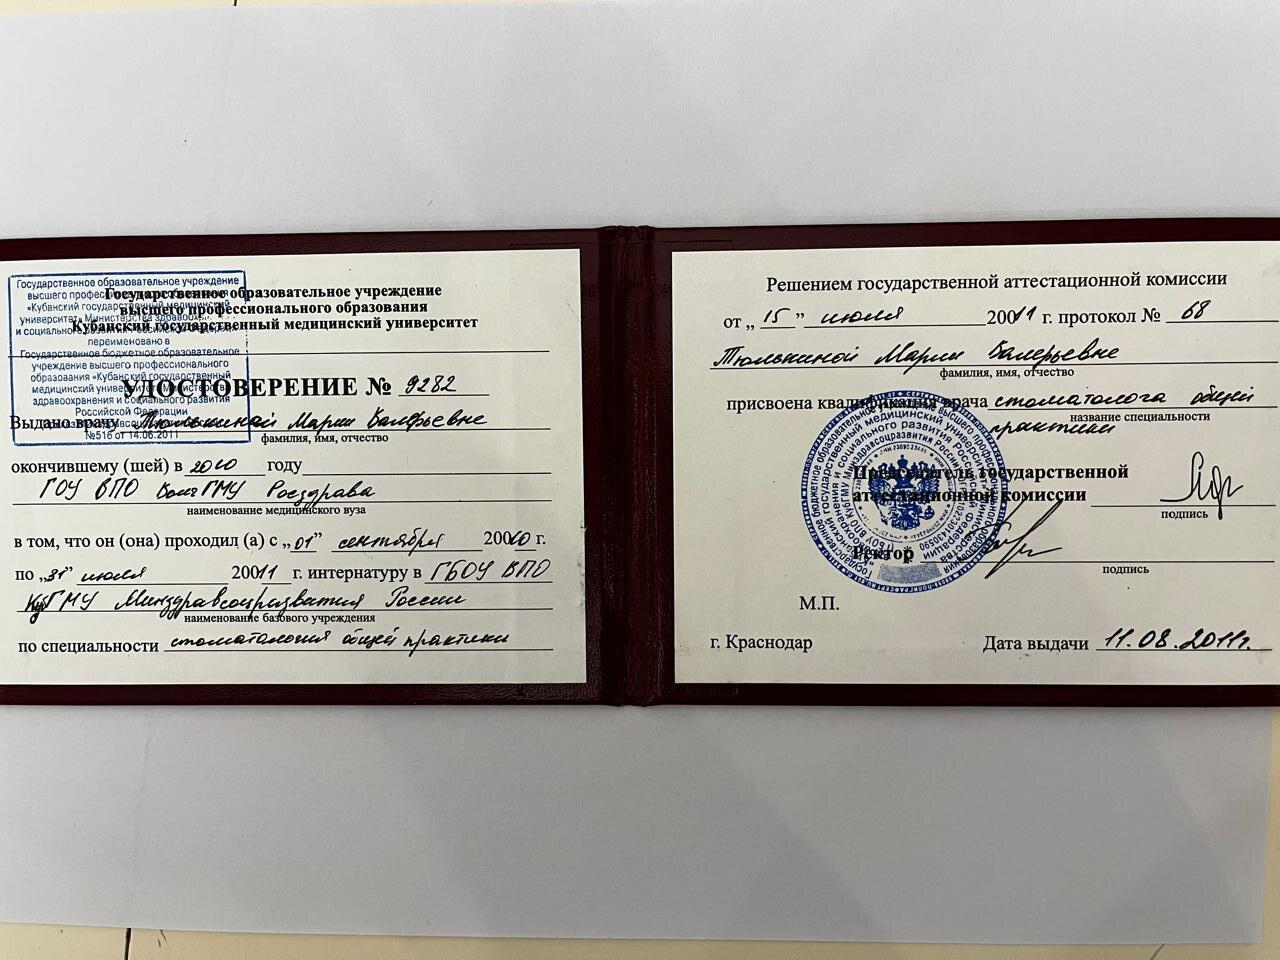 Государственное образовательное учреждение
высшего профессионального образования
«Кубанский государственный медицинский
университет» Министерства здравоохранения
и социального развития Российской Федерации
переименовано в
Государственное бюджетное образовательное
учреждение высшего профессионального
образования «Кубанский государственный
медицинский университет» Министерства
здравоохранения и социального развития
Российской Федерации
№516 от 14.06.2011
Государственное образовательное учреждение
высшего профессионального образования
Кубанский государственный медицинский университет
УДОСТОВЕРЕНИЕ № 9282
Выдано врачу Тюлькиной Марии Валерьевне
фамилия, имя, отчество
окончившему (шей) в 2010 году
ГОУ ВПО ВолгГМУ Росздрава
наименование медицинского вуза
в том, что он (она) проходил (а) с „01” сентября 20010 г.
по „31” июля 20011 г. интернатуру в ГБОУ ВПО
КубГМУ Минздравсоцразвития России
наименование базового учреждения
по специальности стоматология общей практики
Решением государственной аттестационной комиссии
от „15” июля 20011 г. протокол № 68
Тюлькиной Марии Валерьевне
фамилия, имя, отчество
присвоена квалификация врача стоматолога общей
название специальности
практики
Председатель государственной
аттестационной комиссии
подпись
Ректор
подпись
М.П.
г. Краснодар Дата выдачи 11.08.2011г.